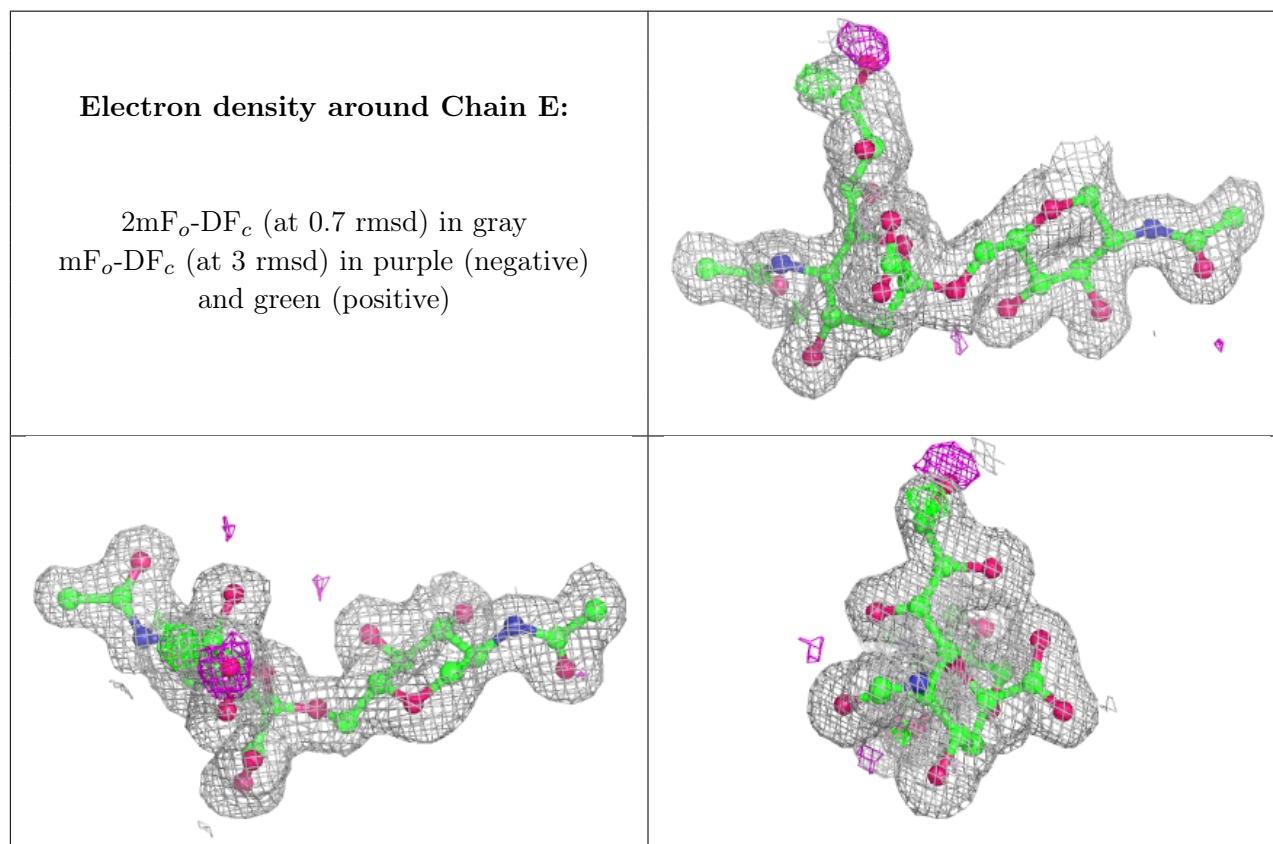 Electron density around Chain E:
2mFo-DFc (at 0.7 rmsd) in gray
mFo-DFc (at 3 rmsd) in purple (negative)
and green (positive)